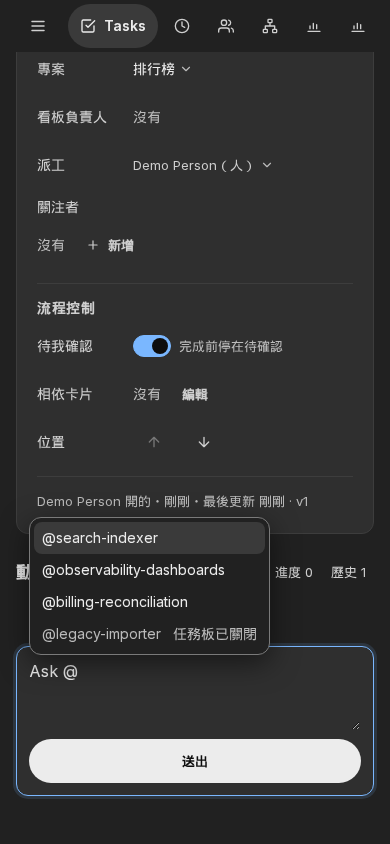 Tasks
專案 排行榜
看板負責人 沒有
派工 Demo Person（人）
關注者
沒有 新增
流程控制
待我確認 完成前停在待確認
相依卡片 沒有 編輯
位置
Demo Person 開的・剛剛・最後更新 剛剛 · v1
@search-indexer
@observability-dashboards
@billing-reconciliation
@legacy-importer 任務板已關閉
進度 0 歷史 1
Ask @
送出